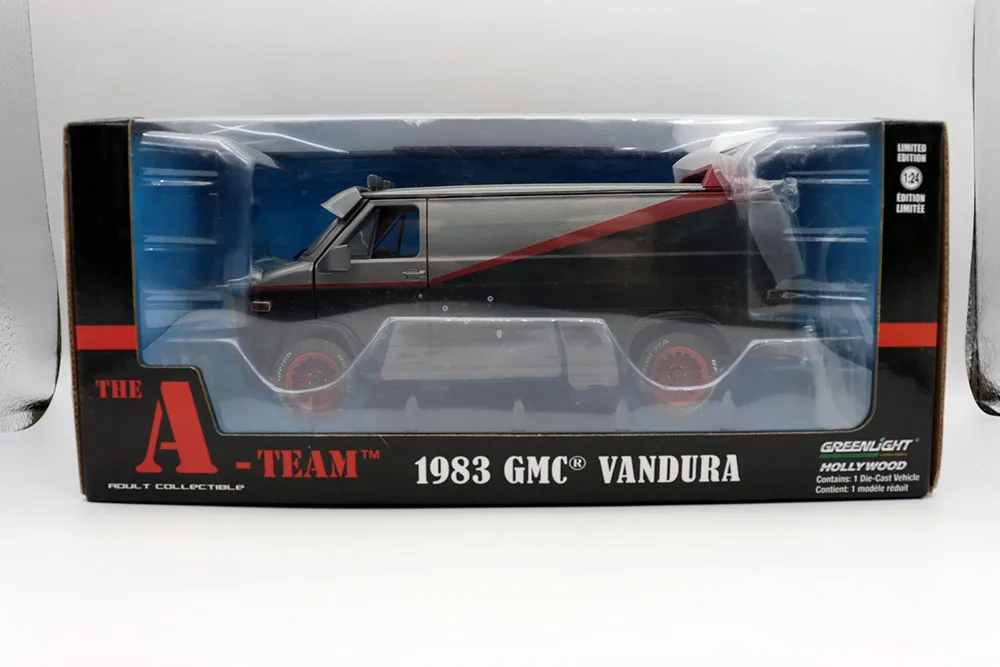 LIMITED
EDITION
1:24
ÉDITION
LIMITÉE
THE
A
-TEAM™
ADULT COLLECTIBLE
1983 GMC® VANDURA
GREENLIGHT
HOLLYWOOD
Contains: 1 Die-Cast Vehicle
Contient: 1 modèle réduit